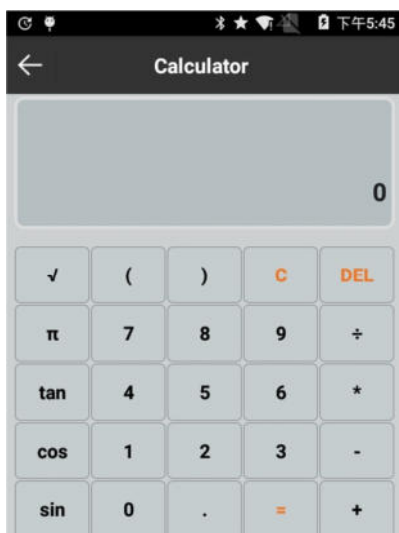 下午5:45
Calculator
0
√ ( ) C DEL
π 7 8 9 ÷
tan 4 5 6 *
cos 1 2 3 -
sin 0 . = +